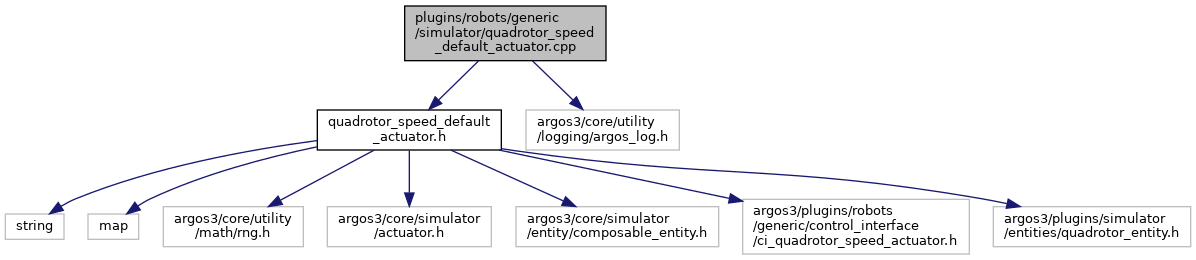 plugins/robots/generic
/simulator/quadrotor_speed
_default_actuator.cpp
quadrotor_speed_default
_actuator.h
argos3/core/utility
/logging/argos_log.h
string
map
argos3/core/utility
/math/rng.h
argos3/core/simulator
/actuator.h
argos3/core/simulator
/entity/composable_entity.h
argos3/plugins/robots
/generic/control_interface
/ci_quadrotor_speed_actuator.h
argos3/plugins/simulator
/entities/quadrotor_entity.h